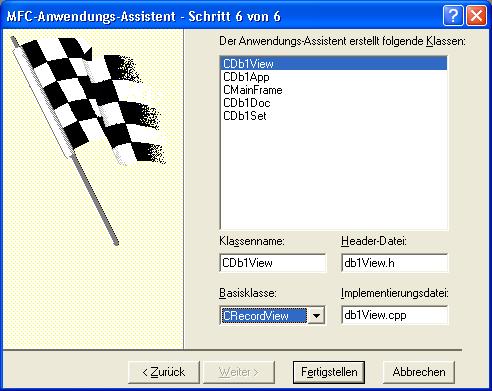 MFC-Anwendungs-Assistent - Schritt 6 von 6
Der Anwendungs-Assistent erstellt folgende Klassen:
CDb1View
CDb1App
CMainFrame
CDb1Doc
CDb1Set
Klassenname:
Header-Datei:
CDb1View
db1View.h
Basisklasse:
Implementierungsdatei:
CRecordView
db1View.cpp
< Zurück
Weiter >
Fertigstellen
Abbrechen